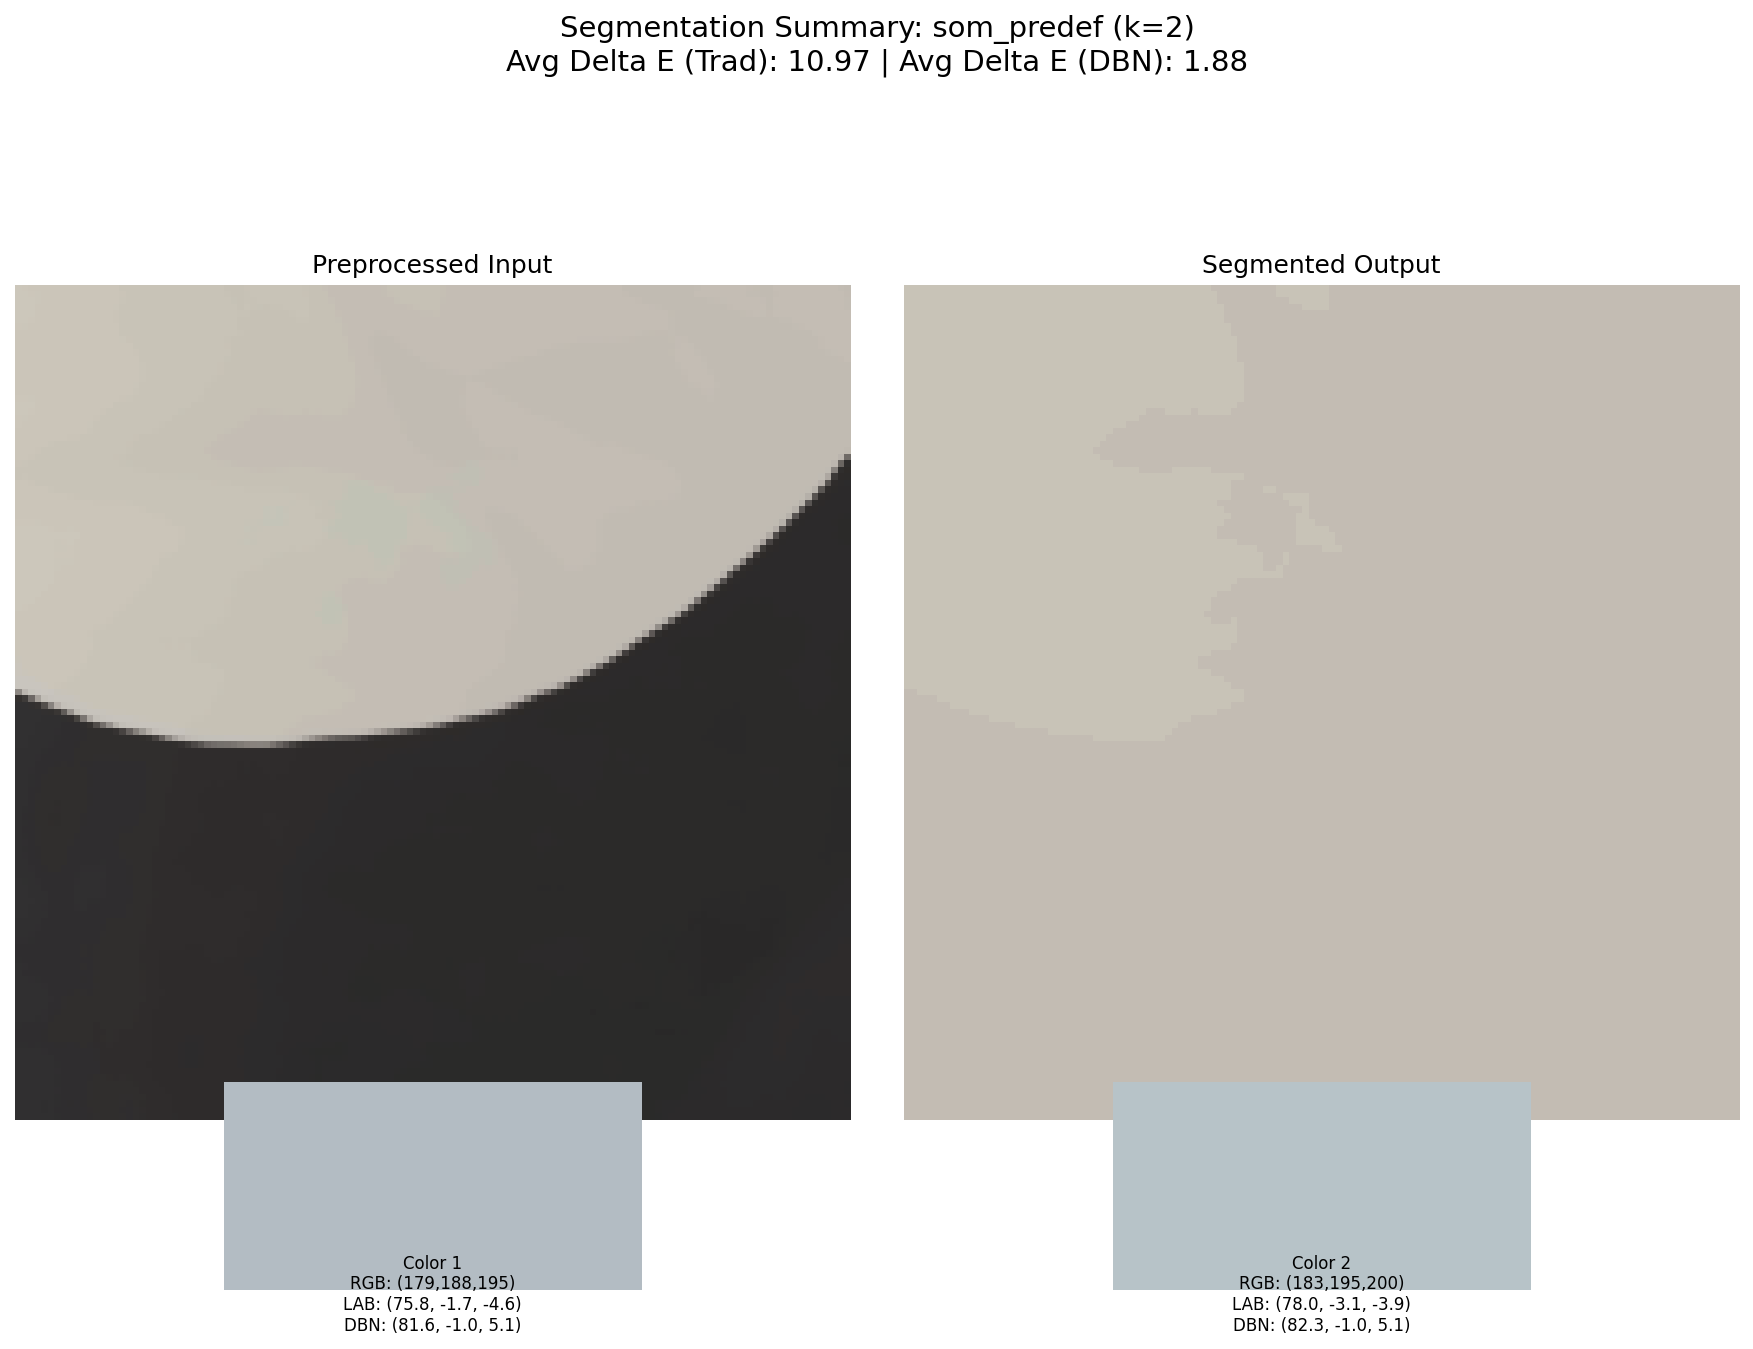 Segmentation Summary: som_predef (k=2)
Avg Delta E (Trad): 10.97 | Avg Delta E (DBN): 1.88
Preprocessed Input
Segmented Output
Color 1
RGB: (179,188,195)
LAB: (75.8, -1.7, -4.6)
DBN: (81.6, -1.0, 5.1)
Color 2
RGB: (183,195,200)
LAB: (78.0, -3.1, -3.9)
DBN: (82.3, -1.0, 5.1)